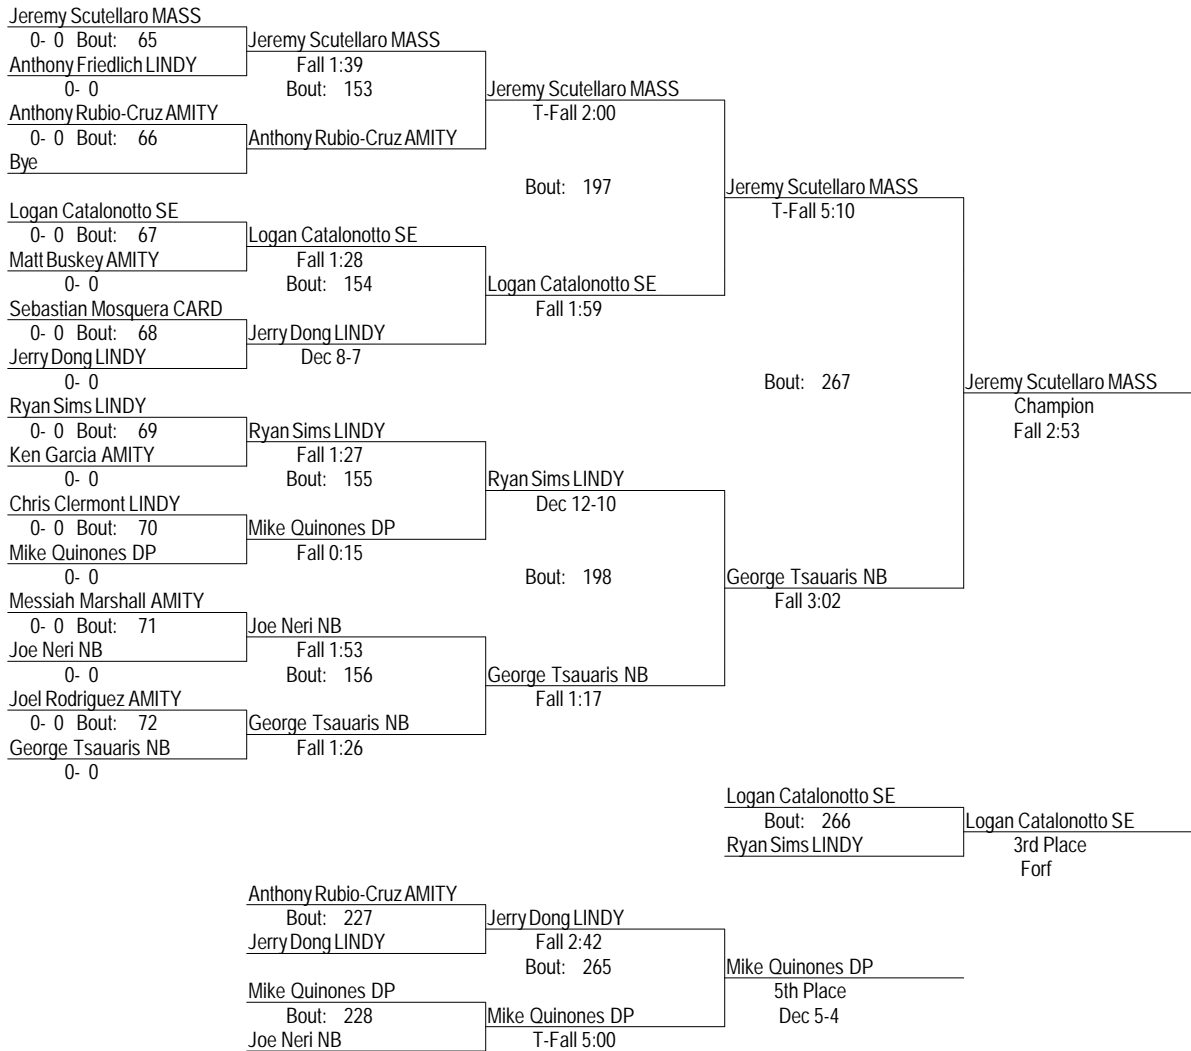 Jeremy Scutellaro MASS
0- 0 Bout: 65
Jeremy Scutellaro MASS
Anthony Friedlich LINDY
Fall 1:39
0- 0
Bout: 153
Jeremy Scutellaro MASS
Anthony Rubio-Cruz AMITY
T-Fall 2:00
0- 0 Bout: 66
Anthony Rubio-Cruz AMITY
Bye
Bout: 197
Jeremy Scutellaro MASS
Logan Catalonotto SE
T-Fall 5:10
0- 0 Bout: 67
Logan Catalonotto SE
Matt Buskey AMITY
Fall 1:28
0- 0
Bout: 154
Logan Catalonotto SE
Sebastian Mosquera CARD
Fall 1:59
0- 0 Bout: 68
Jerry Dong LINDY
Jerry Dong LINDY
Dec 8-7
0- 0
Bout: 267
Jeremy Scutellaro MASS
Ryan Sims LINDY
Champion
0- 0 Bout: 69
Ryan Sims LINDY
Fall 2:53
Ken Garcia AMITY
Fall 1:27
0- 0
Bout: 155
Ryan Sims LINDY
Chris Clermont LINDY
Dec 12-10
0- 0 Bout: 70
Mike Quinones DP
Mike Quinones DP
Fall 0:15
0- 0
Bout: 198
George Tsauaris NB
Messiah Marshall AMITY
Fall 3:02
0- 0 Bout: 71
Joe Neri NB
Joe Neri NB
Fall 1:53
0- 0
Bout: 156
George Tsauaris NB
Joel Rodriguez AMITY
Fall 1:17
0- 0 Bout: 72
George Tsauaris NB
George Tsauaris NB
Fall 1:26
0- 0
Logan Catalonotto SE
Bout: 266
Logan Catalonotto SE
Ryan Sims LINDY
3rd Place
Forf
Anthony Rubio-Cruz AMITY
Bout: 227
Jerry Dong LINDY
Jerry Dong LINDY
Fall 2:42
Bout: 265
Mike Quinones DP
Mike Quinones DP
5th Place
Bout: 228
Mike Quinones DP
Dec 5-4
Joe Neri NB
T-Fall 5:00